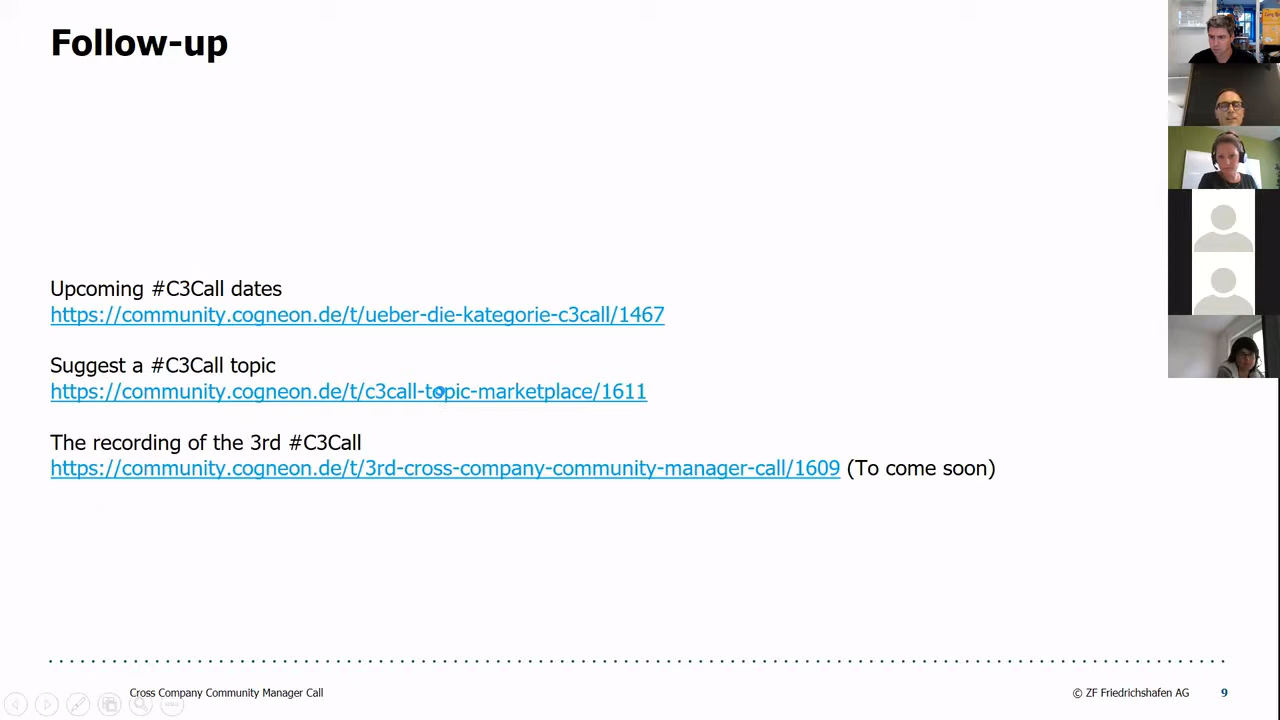 Follow-up
Upcoming #C3Call dates
https://community.cogneon.de/t/ueber-die-kategorie-c3call/1467
Suggest a #C3Call topic
https://community.cogneon.de/t/c3call-topic-marketplace/1611
The recording of the 3rd #C3Call
https://community.cogneon.de/t/3rd-cross-company-community-manager-call/1609 (To come soon)
Cross Company Community Manager Call
© ZF Friedrichshafen AG
9